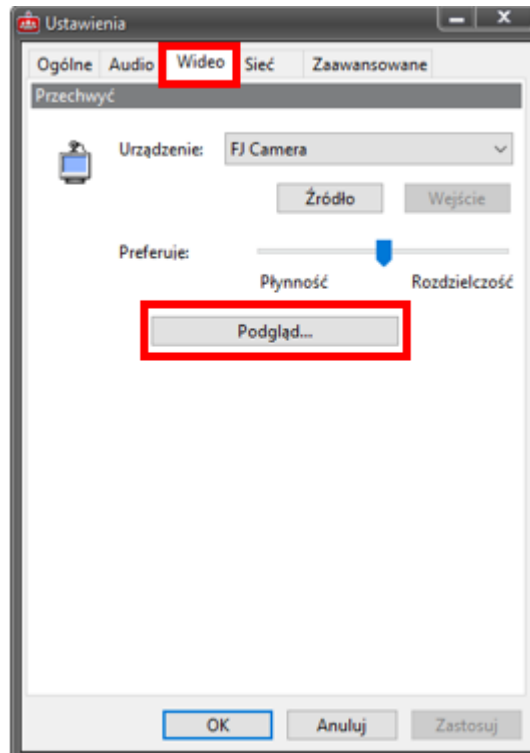 Ustawienia
Ogólne Audio Wideo Sieć Zaawansowane
Przechwyć
Urządzenie: FJ Camera
Źródło Wejście
Preferuje:
Płynność Rozdzielczość
Podgląd...
OK Anuluj Zastosuj